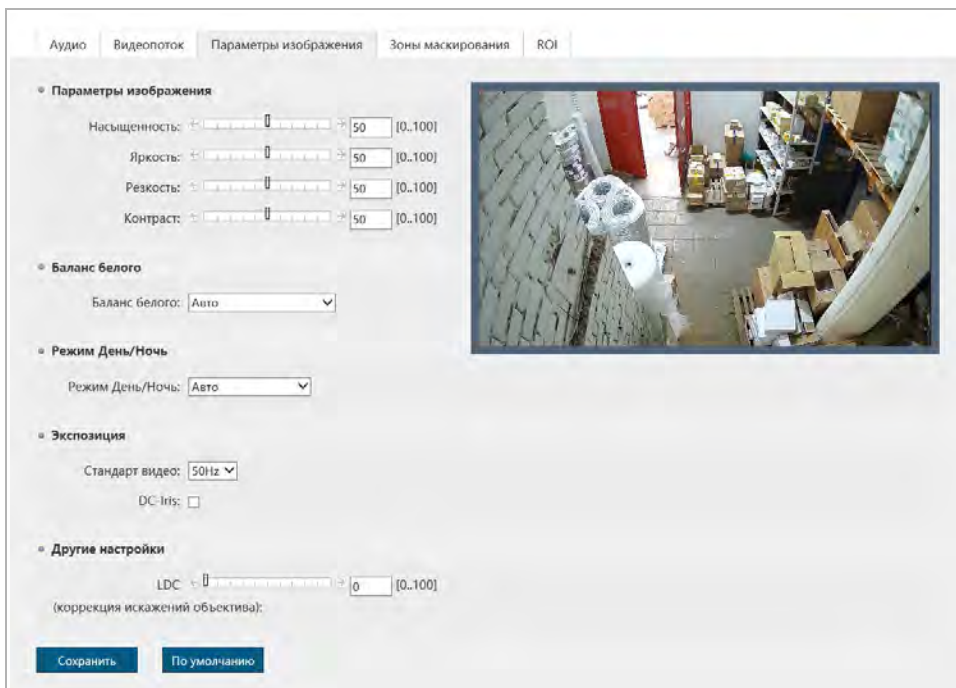 Аудио Видеопоток Параметры изображения Зоны маскирования ROI
Параметры изображения
Насыщенность: 50 [0..100]
Яркость: 50 [0..100]
Резкость: 50 [0..100]
Контраст: 50 [0..100]
Баланс белого
Баланс белого: Авто
Режим День/Ночь
Режим День/Ночь: Авто
Экспозиция
Стандарт видео: 50Hz
DC-Iris:
Другие настройки
LDC 0 [0..100]
(коррекция искажений объектива):
Сохранить По умолчанию